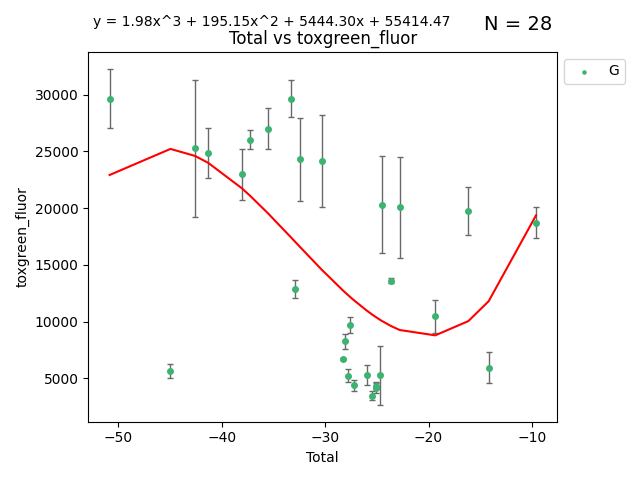 y = 1.98x^3 + 195.15x^2 + 5444.30x + 55414.47
N = 28
Total vs toxgreen_fluor
G
30000
25000
20000
15000
10000
5000
toxgreen_fluor
−50
−40
−30
−20
−10
Total